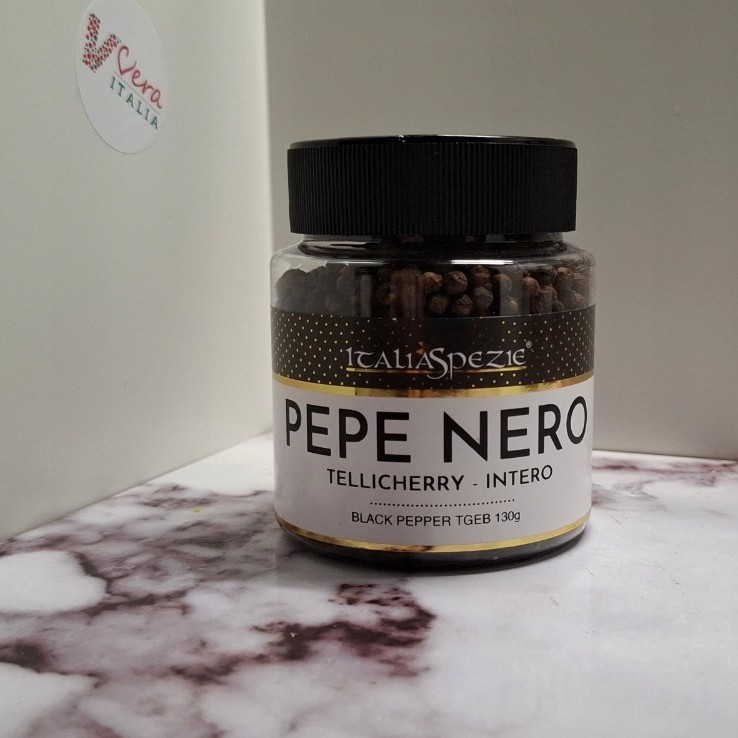 Vera
ITALIA
ITALIASPEZIE®
PEPE NERO
TELLICHERRY - INTERO
BLACK PEPPER TGEB 130g